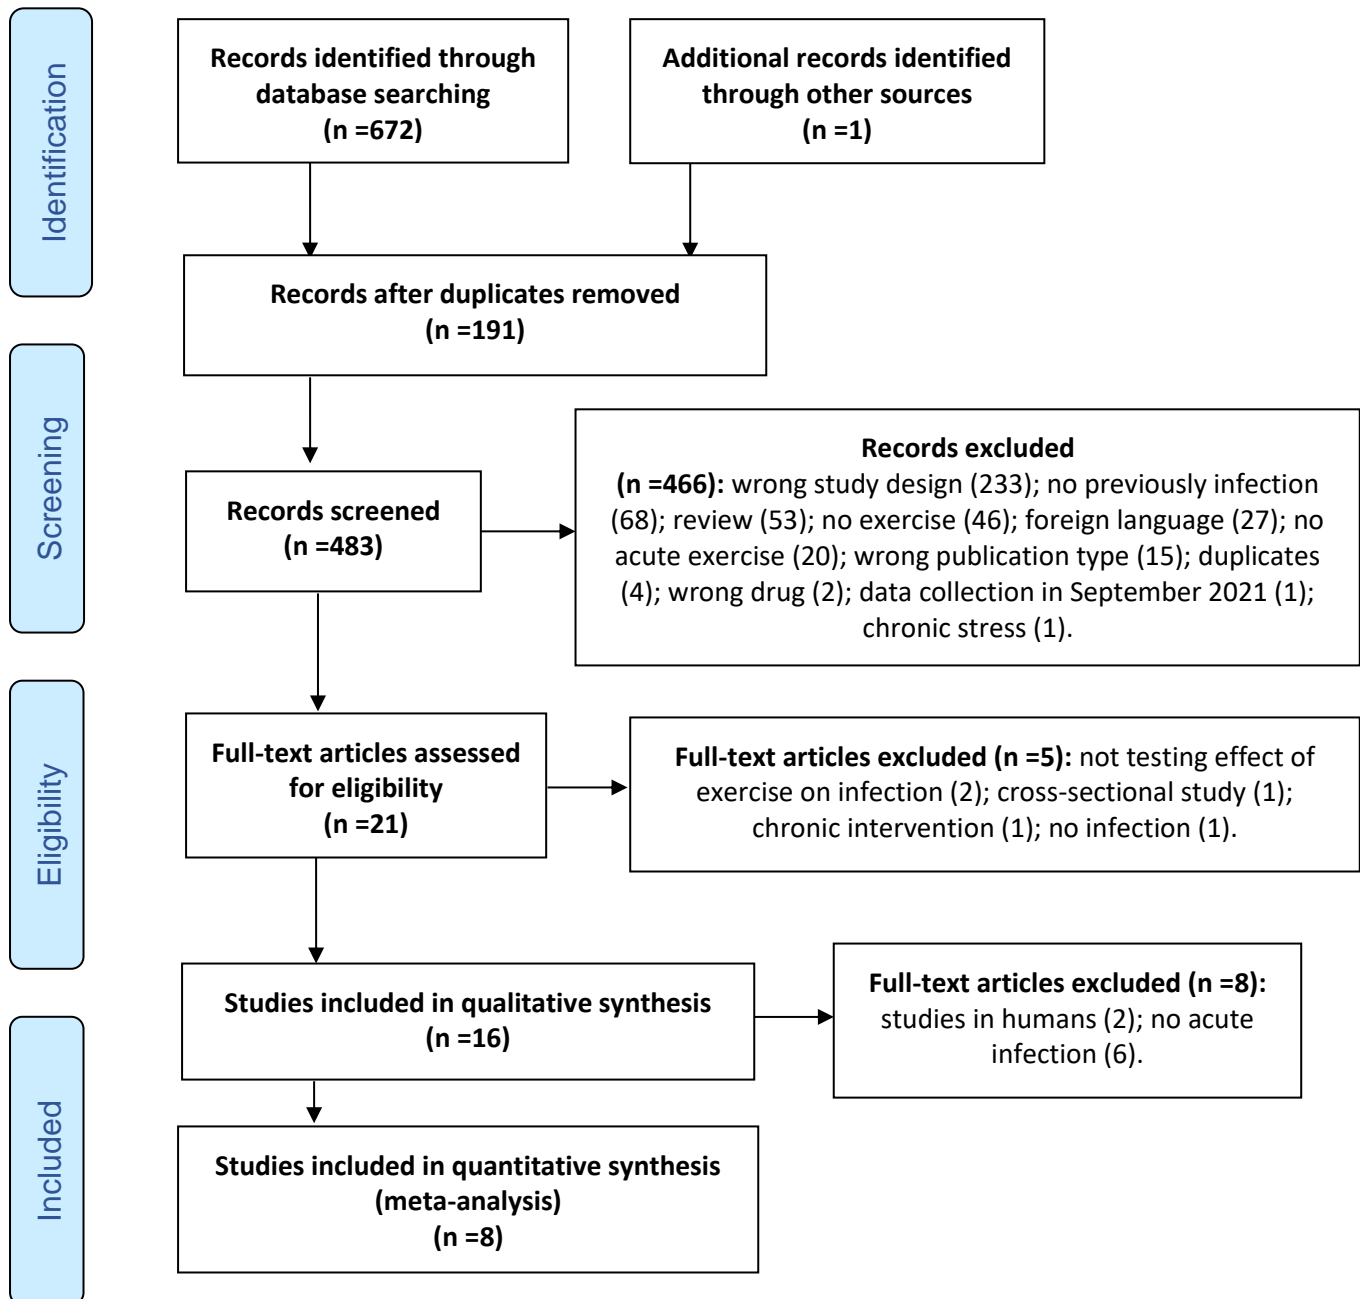 Identification
Records identified through
database searching
(n =672)
Additional records identified
through other sources
(n =1)
Records after duplicates removed
(n =191)
Screening
Records screened
(n =483)
Records excluded
(n =466): wrong study design (233); no previously infection
(68); review (53); no exercise (46); foreign language (27); no
acute exercise (20); wrong publication type (15); duplicates
(4); wrong drug (2); data collection in September 2021 (1);
chronic stress (1).
Eligibility
Full-text articles assessed
for eligibility
(n =21)
Full-text articles excluded (n =5): not testing effect of
exercise on infection (2); cross-sectional study (1);
chronic intervention (1); no infection (1).
Studies included in qualitative synthesis
(n =16)
Full-text articles excluded (n =8):
studies in humans (2); no acute
infection (6).
Included
Studies included in quantitative synthesis
(meta-analysis)
(n =8)